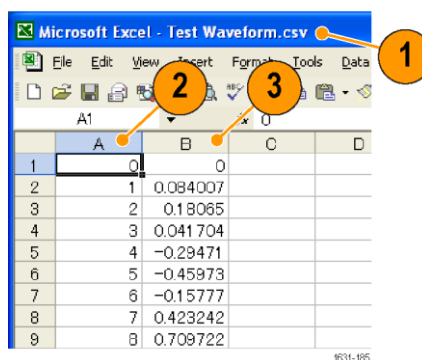 Microsoft Excel - Test Waveform.csv
1
File Edit View Insert Format Tools Data
2
3
A1 0
A B C D
1 0 0
2 1 0.084007
3 2 0.18065
4 3 0.041704
5 4 -0.29471
6 5 -0.45973
7 6 -0.15777
8 7 0.423242
9 8 0.709722
1631-185